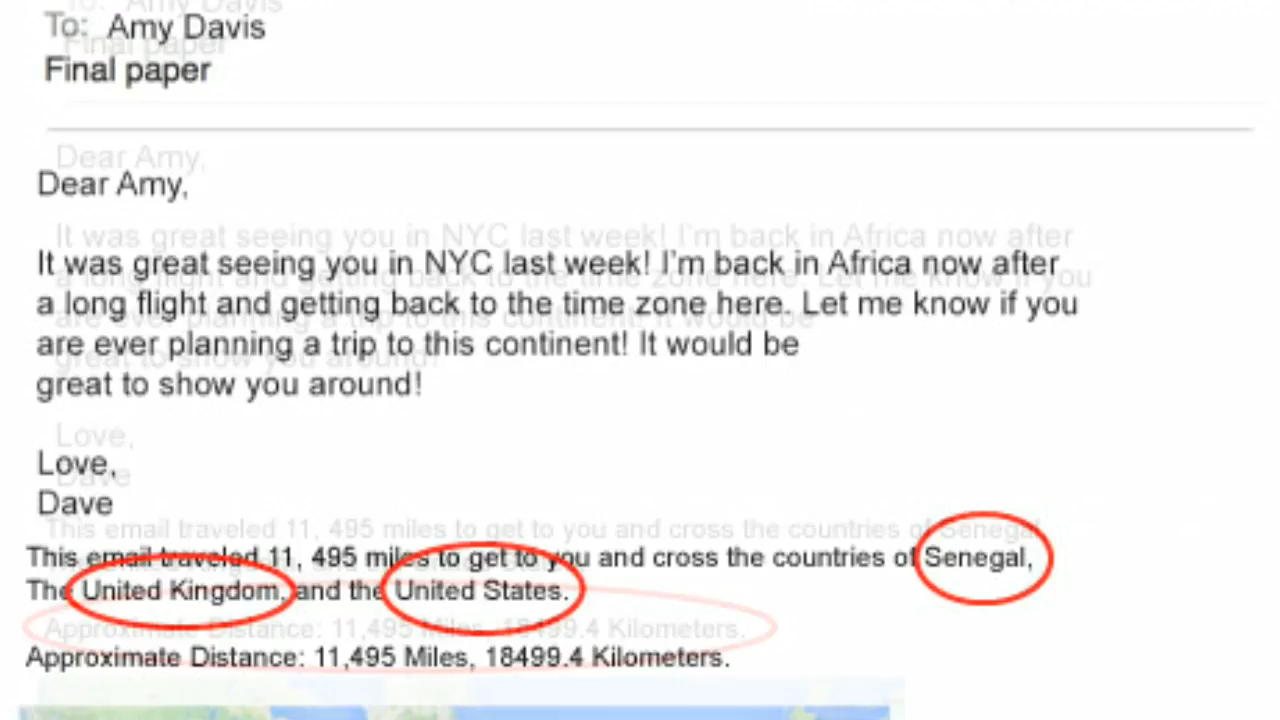 To: Amy Davis
Final paper
Dear Amy,
It was great seeing you in NYC last week! I'm back in Africa now after
a long flight and getting back to the time zone here. Let me know if you
are ever planning a trip to this continent! It would be
great to show you around!
Love,
Dave
This email traveled 11, 495 miles to get to you and cross the countries of Senegal,
The United Kingdom, and the United States.
Approximate Distance: 11,495 Miles, 18499.4 Kilometers.